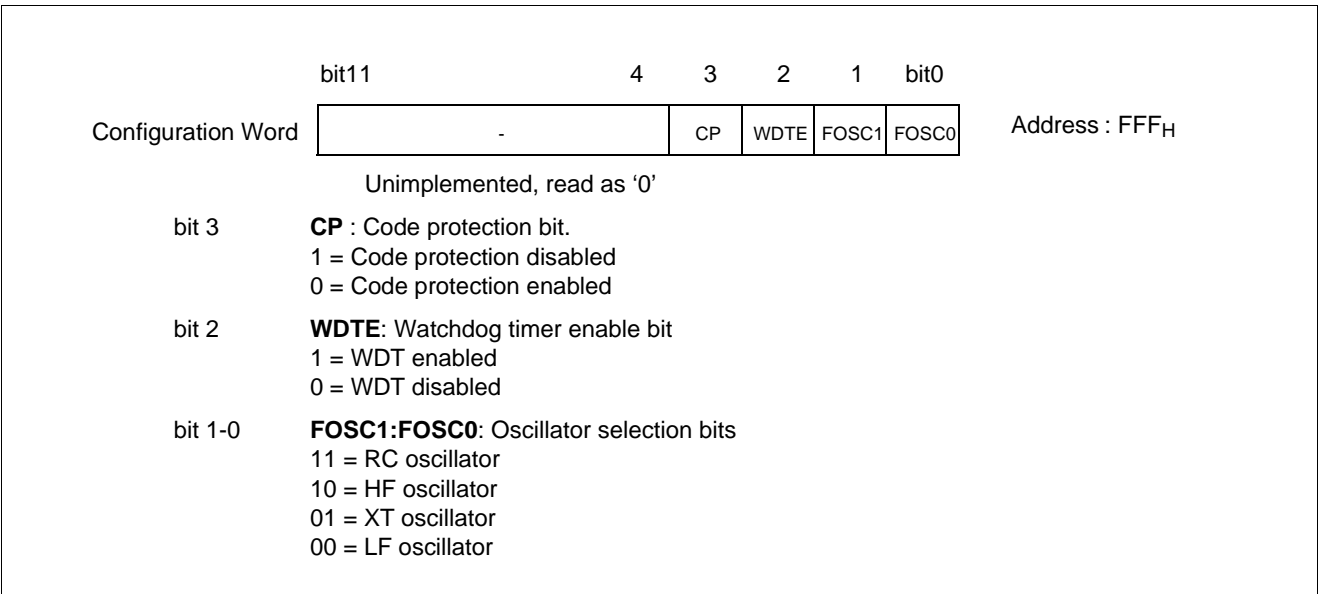 bit11 4 3 2 1 bit0
Configuration Word - CP WDTE FOSC1 FOSC0 Address : FFFH
Unimplemented, read as ‘0’
bit 3 CP : Code protection bit.
1 = Code protection disabled
0 = Code protection enabled
bit 2 WDTE: Watchdog timer enable bit
1 = WDT enabled
0 = WDT disabled
bit 1-0 FOSC1:FOSC0: Oscillator selection bits
11 = RC oscillator
10 = HF oscillator
01 = XT oscillator
00 = LF oscillator